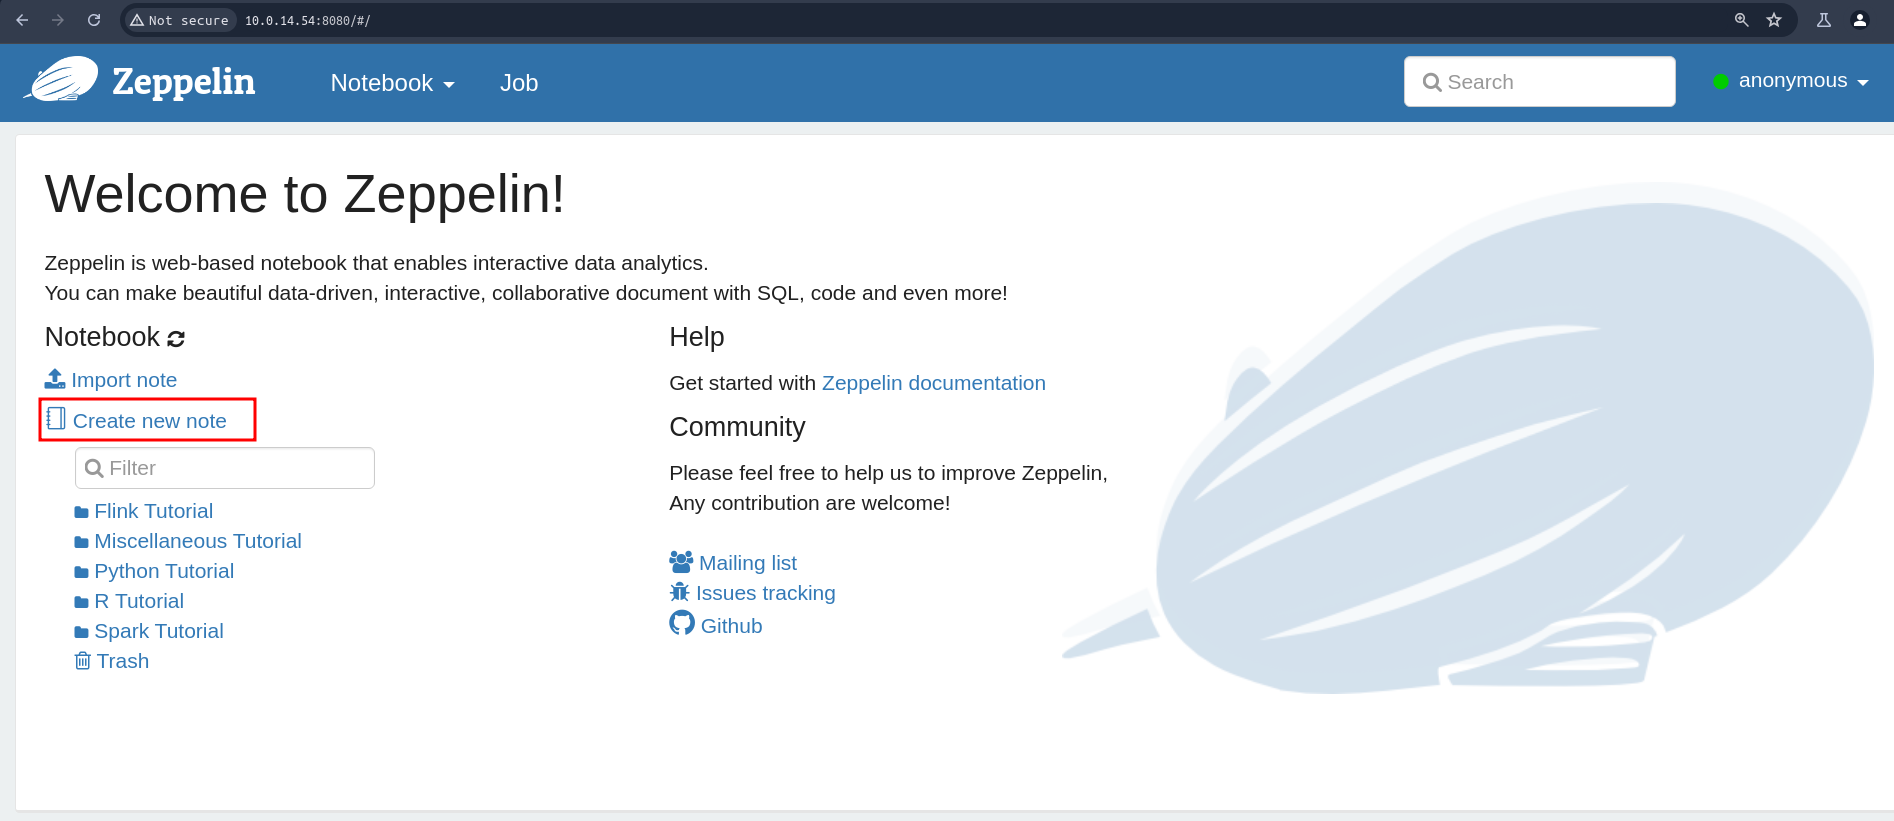 Not secure 10.0.14.54:8080/#/
Zeppelin
Notebook
Job
Search
anonymous
Welcome to Zeppelin!
Zeppelin is web-based notebook that enables interactive data analytics.
You can make beautiful data-driven, interactive, collaborative document with SQL, code and even more!
Notebook
Import note
Create new note
Filter
Flink Tutorial
Miscellaneous Tutorial
Python Tutorial
R Tutorial
Spark Tutorial
Trash
Help
Get started with Zeppelin documentation
Community
Please feel free to help us to improve Zeppelin,
Any contribution are welcome!
Mailing list
Issues tracking
Github